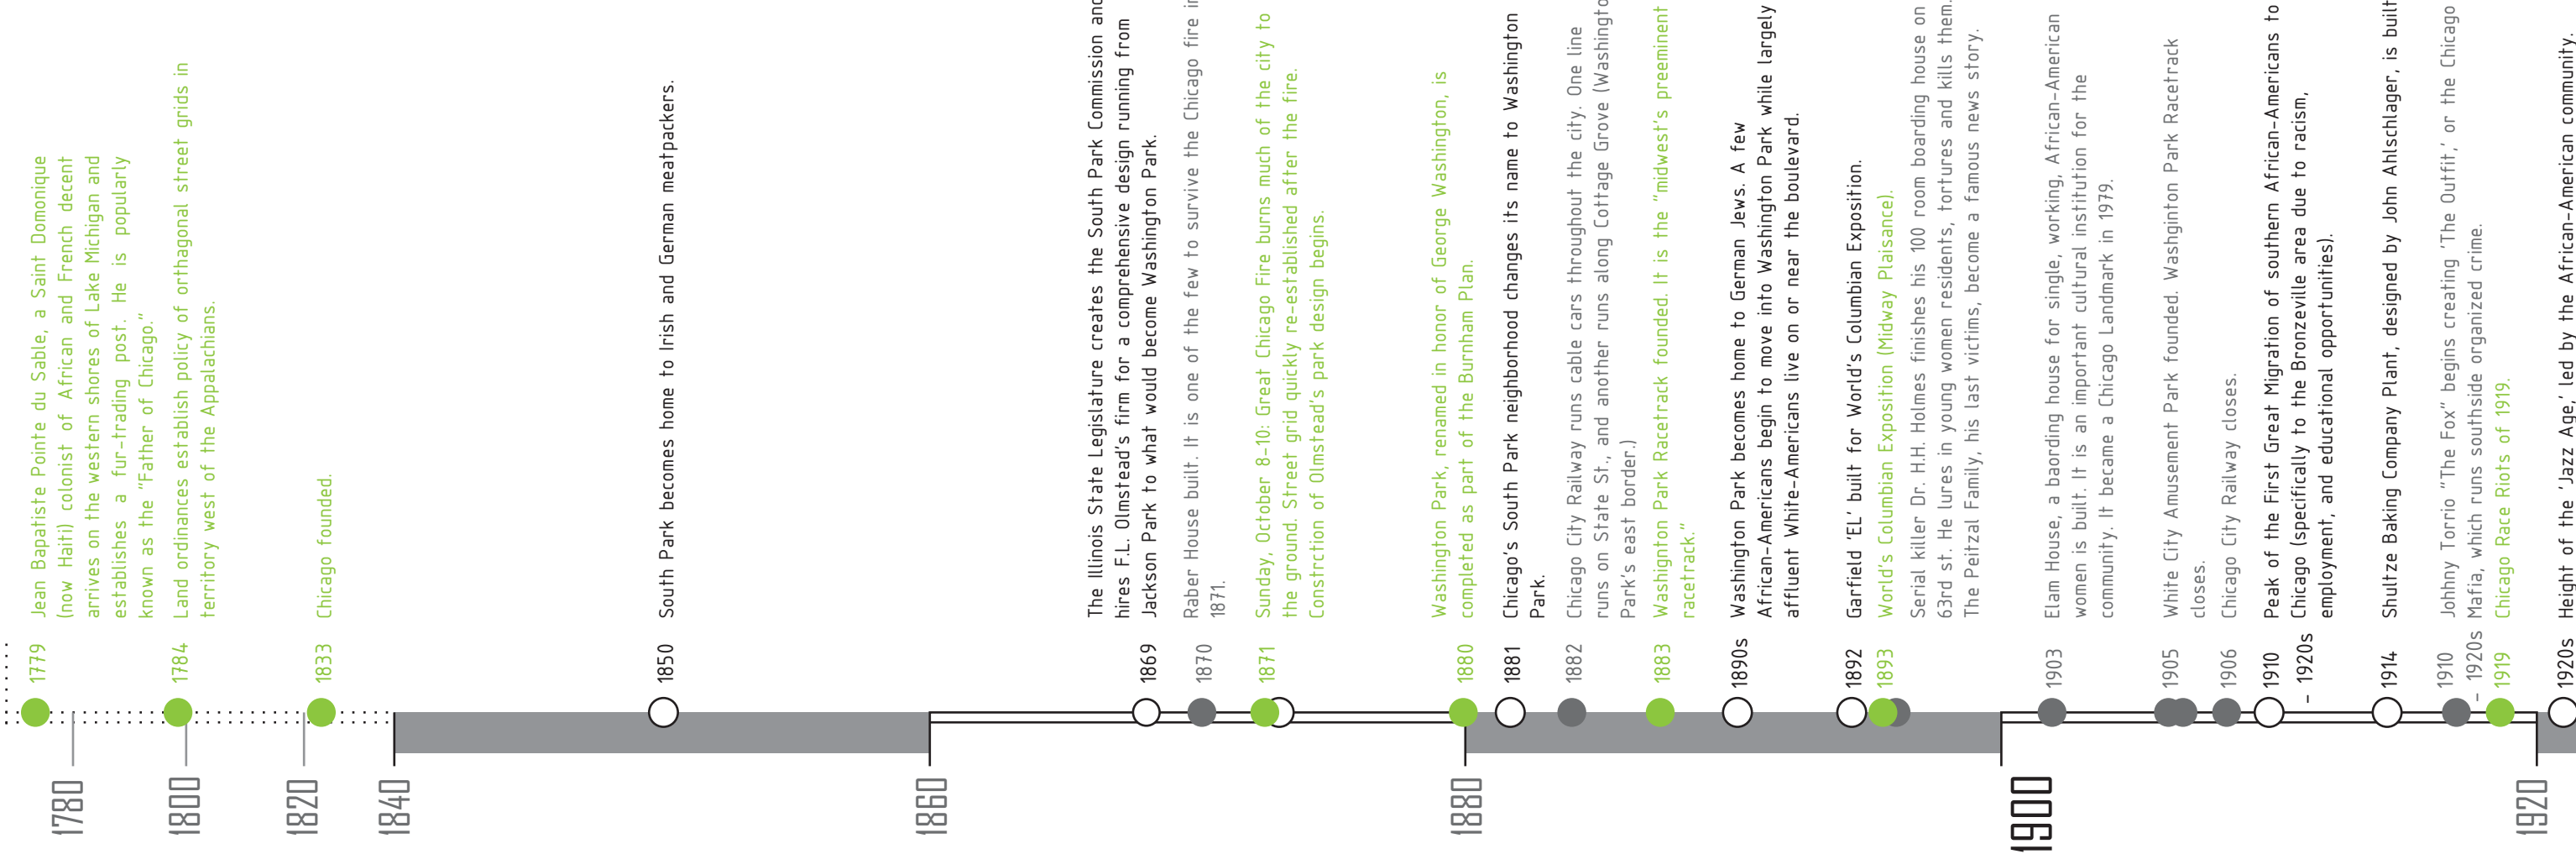 1779
Jean Bapatiste Pointe du Sable, a Saint Domonique
(now Haiti) colonist of African and French decent
arrives on the western shores of Lake Michigan and
establishes a fur-trading post. He is popularly
known as the "Father of Chicago."
1784
Land ordinances establish policy of orthagonal street grids in
territory west of the Appalachians.
1833
Chicago founded.
1850
South Park becomes home to Irish and German meatpackers.
1869
The Illinois State Legislature creates the South Park Commission and
hires F.L. Olmstead's firm for a comprehensive design running from
Jackson Park to what would become Washington Park.
1870
Raber House built. It is one of the few to survive the Chicago fire in
1871.
1871
Sunday, October 8-10: Great Chicago Fire burns much of the city to
the ground. Street grid quickly re-established after the fire.
Constrction of Olmstead's park design begins.
1880
Washington Park, renamed in honor of George Washington, is
completed as part of the Burnham Plan.
1881
Chicago's South Park neighborhood changes its name to Washington
Park.
1882
Chicago City Railway runs cable cars throughout the city. One line
runs on State St., and another runs along Cottage Grove (Washingto
Park's east border.)
1883
Washignton Park Racetrack founded. It is the "midwest's preeminent
racetrack."
1890s
Washington Park becomes home to German Jews. A few
African-Americans begin to move into Washington Park while largely
affluent White-Americans live on or near the boulevard.
1892
Garfield 'EL' built for World's Columbian Exposition.
1893
World's Columbian Exposition (Midway Plaisance).
Serial killer Dr. H.H. Holmes finishes his 100 room boarding house on
63rd st. He lures in young women residents, tortures and kills them.
The Peitzal Family, his last victims, become a famous news story.
1903
Elam House, a baording house for single, working, African-American
women is built. It is an important cultural institution for the
community. It became a Chicago Landmark in 1979.
1905
White City Amusement Park founded. Washginton Park Racetrack
closes.
1906
Chicago City Railway closes.
1910
- 1920s
Peak of the First Great Migration of southern African-Americans to
Chicago (specifically to the Bronzeville area due to racism,
employment, and educational opportunities).
1914
Shultze Baking Company Plant, designed by John Ahlschlager, is built
1910
- 1920s
Johnny Torrio "The Fox" begins creating 'The Outfit,' or the Chicago
Mafia, which runs southside organized crime.
1919
Chicago Race Riots of 1919.
1920s
Height of the 'Jazz Age,' led by the African-American community.
1780
1800
1820
1840
1860
1880
1900
1920